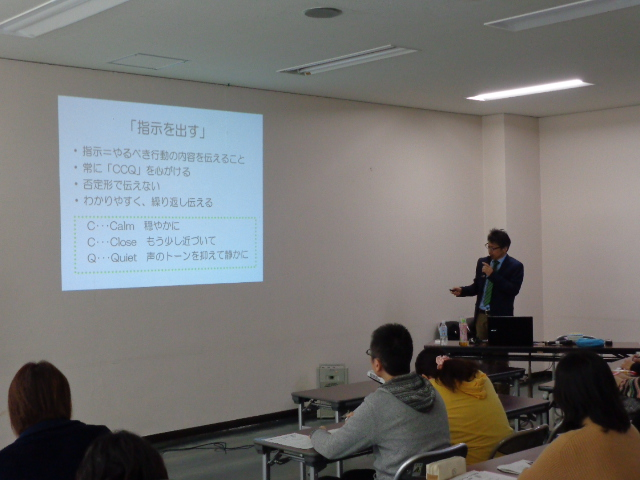 「指示を出す」
• 指示＝やるべき行動の内容を伝えること
• 常に「CCQ」を心がける
• 否定形で伝えない
• わかりやすく、繰り返し伝える
C･･･Calm　穏やかに
C･･･Close　もう少し近づいて
Q･･･Quiet　声のトーンを抑えて静かに